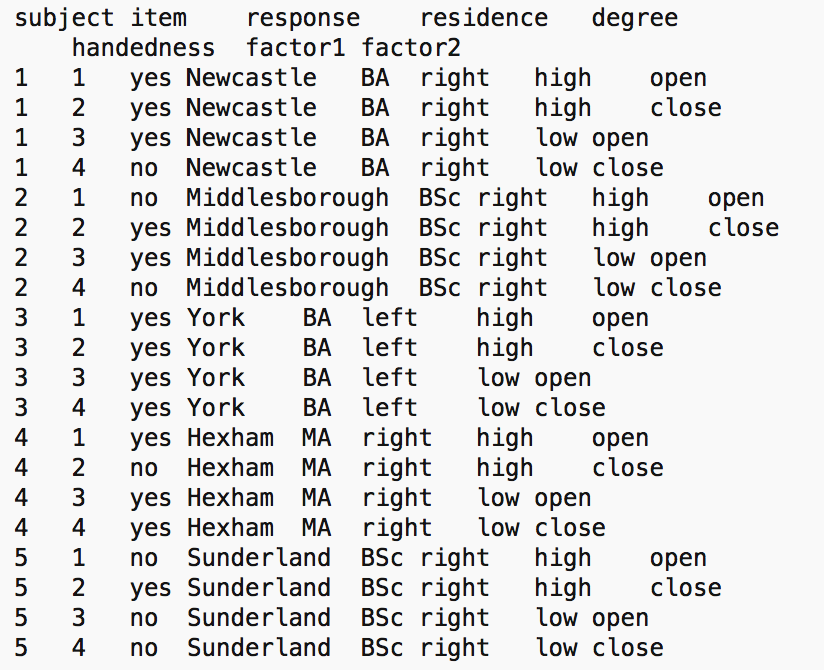 subject item response residence degree
handedness factor1 factor2
1 1 yes Newcastle BA right high open
1 2 yes Newcastle BA right high close
1 3 yes Newcastle BA right low open
1 4 no Newcastle BA right low close
2 1 no Middlesborough BSc right high open
2 2 yes Middlesborough BSc right high close
2 3 yes Middlesborough BSc right low open
2 4 no Middlesborough BSc right low close
3 1 yes York BA left high open
3 2 yes York BA left high close
3 3 yes York BA left low open
3 4 yes York BA left low close
4 1 yes Hexham MA right high open
4 2 no Hexham MA right high close
4 3 yes Hexham MA right low open
4 4 yes Hexham MA right low close
5 1 no Sunderland BSc right high open
5 2 yes Sunderland BSc right high close
5 3 no Sunderland BSc right low open
5 4 no Sunderland BSc right low close